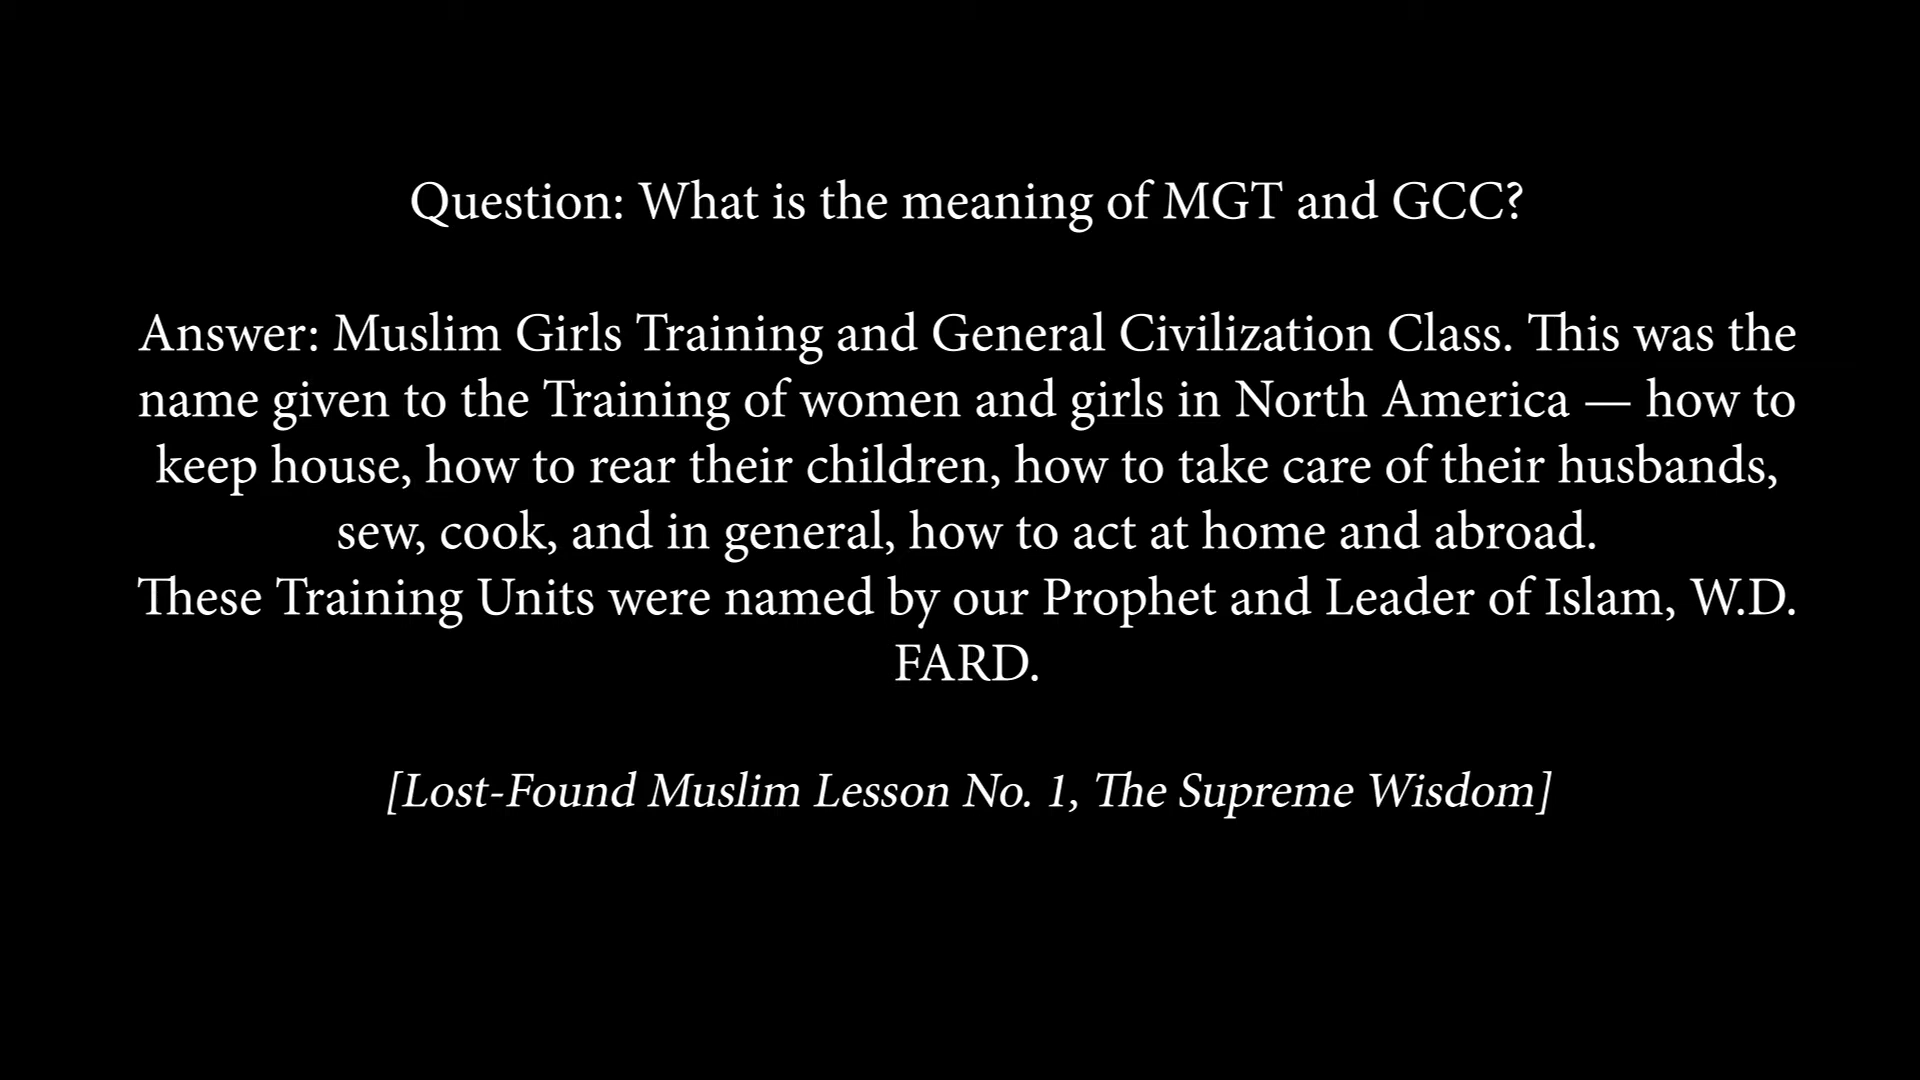 Question: What is the meaning of MGT and GCC?
Answer: Muslim Girls Training and General Civilization Class. This was the
name given to the Training of women and girls in North America — how to
keep house, how to rear their children, how to take care of their husbands,
sew, cook, and in general, how to act at home and abroad.
These Training Units were named by our Prophet and Leader of Islam, W.D.
FARD.
[Lost-Found Muslim Lesson No. 1, The Supreme Wisdom]